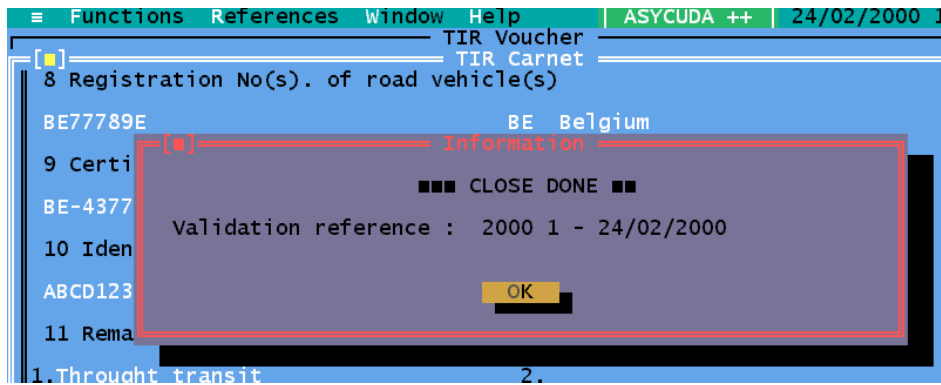 ≡ Functions References Window Help ASYCUDA ++ 24/02/2000 1
TIR Voucher
[■] TIR Carnet
8 Registration No(s). of road vehicle(s)
BE77789E BE Belgium
[■] Information
9 Certi
■■■ CLOSE DONE ■■
BE-4377
Validation reference : 2000 1 - 24/02/2000
10 Iden
ABCD123 OK
11 Rema
1.Throught transit 2.